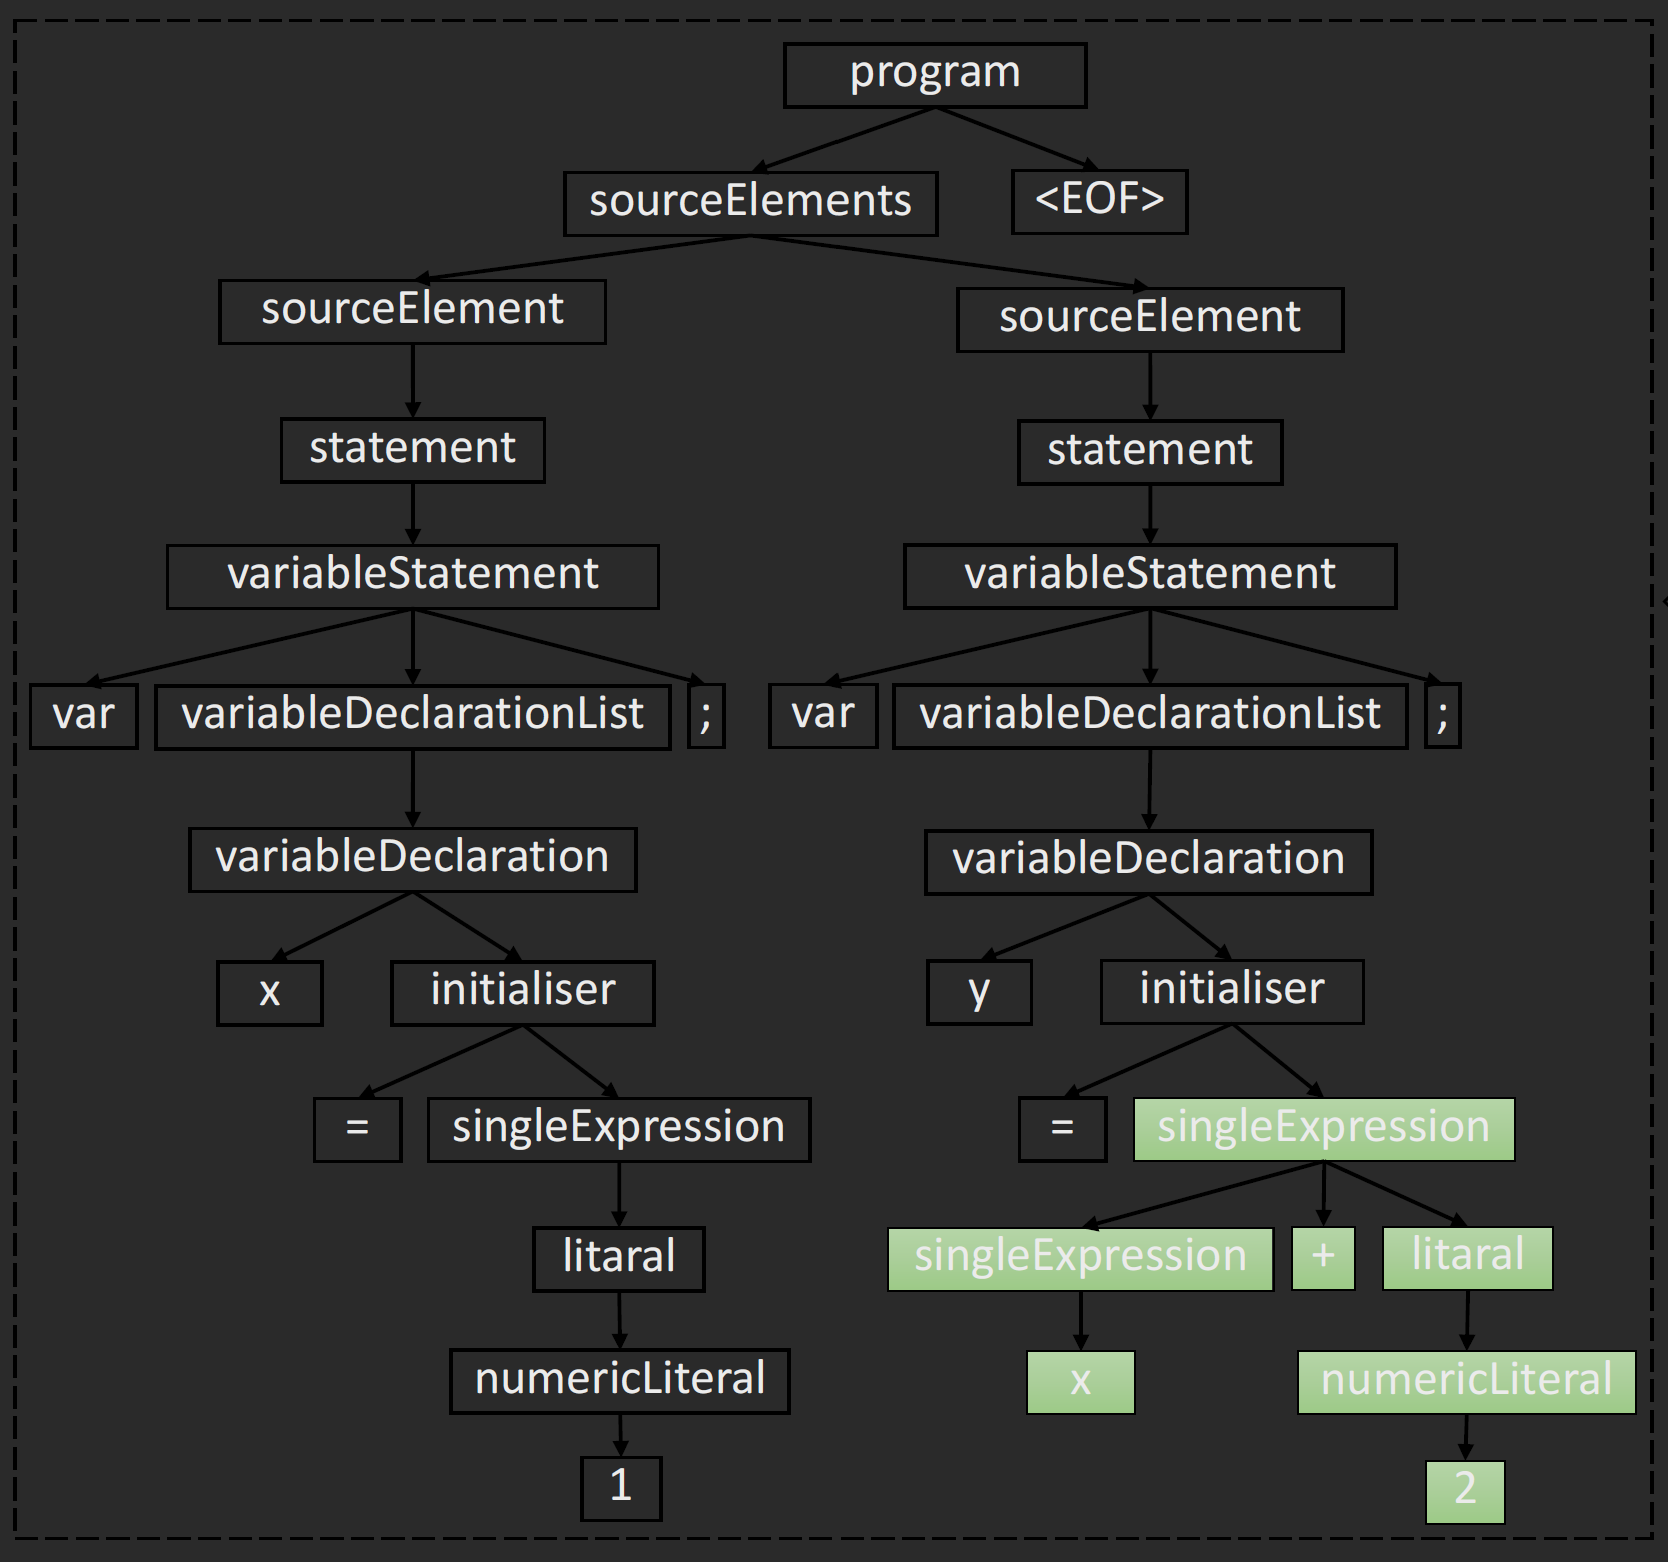 program
sourceElements
<EOF>
sourceElement
sourceElement
statement
statement
variableStatement
variableStatement
var
variableDeclarationList
;
var
variableDeclarationList
;
variableDeclaration
variableDeclaration
x
initialiser
y
initialiser
=
singleExpression
=
singleExpression
litaral
singleExpression
+
litaral
numericLiteral
x
numericLiteral
1
2